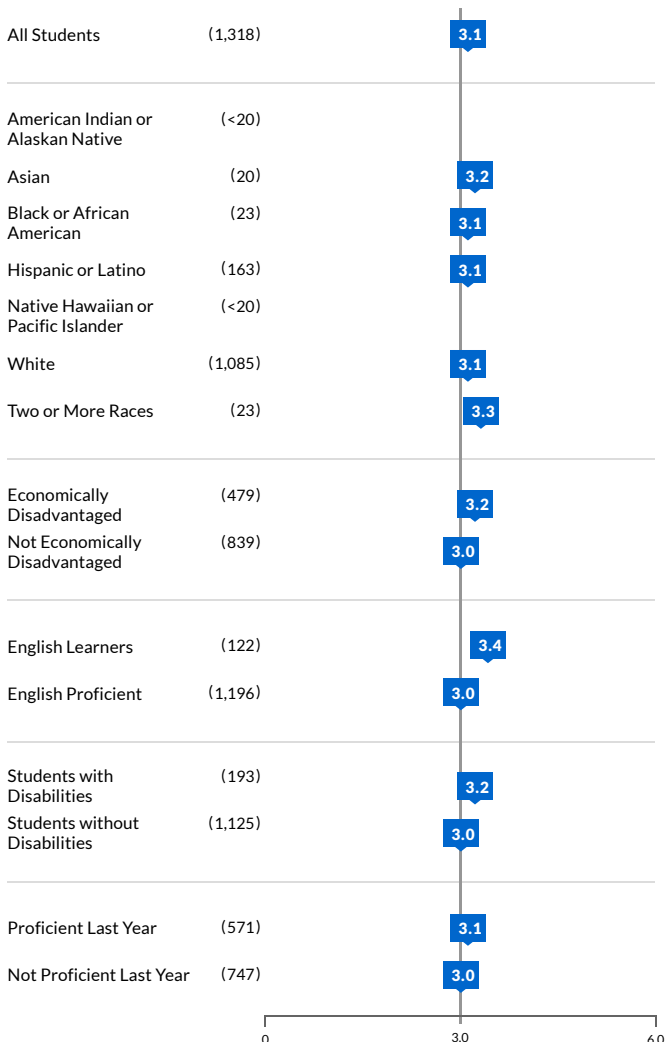 All Students (1,318) 3.1
American Indian or (<20)
Alaskan Native
Asian (20) 3.2
Black or African (23) 3.1
American
Hispanic or Latino (163) 3.1
Native Hawaiian or (<20)
Pacific Islander
White (1,085) 3.1
Two or More Races (23) 3.3
Economically (479) 3.2
Disadvantaged
Not Economically (839) 3.0
Disadvantaged
English Learners (122) 3.4
English Proficient (1,196) 3.0
Students with (193) 3.2
Disabilities
Students without (1,125) 3.0
Disabilities
Proficient Last Year (571) 3.1
Not Proficient Last Year (747) 3.0
0 3.0 6.0